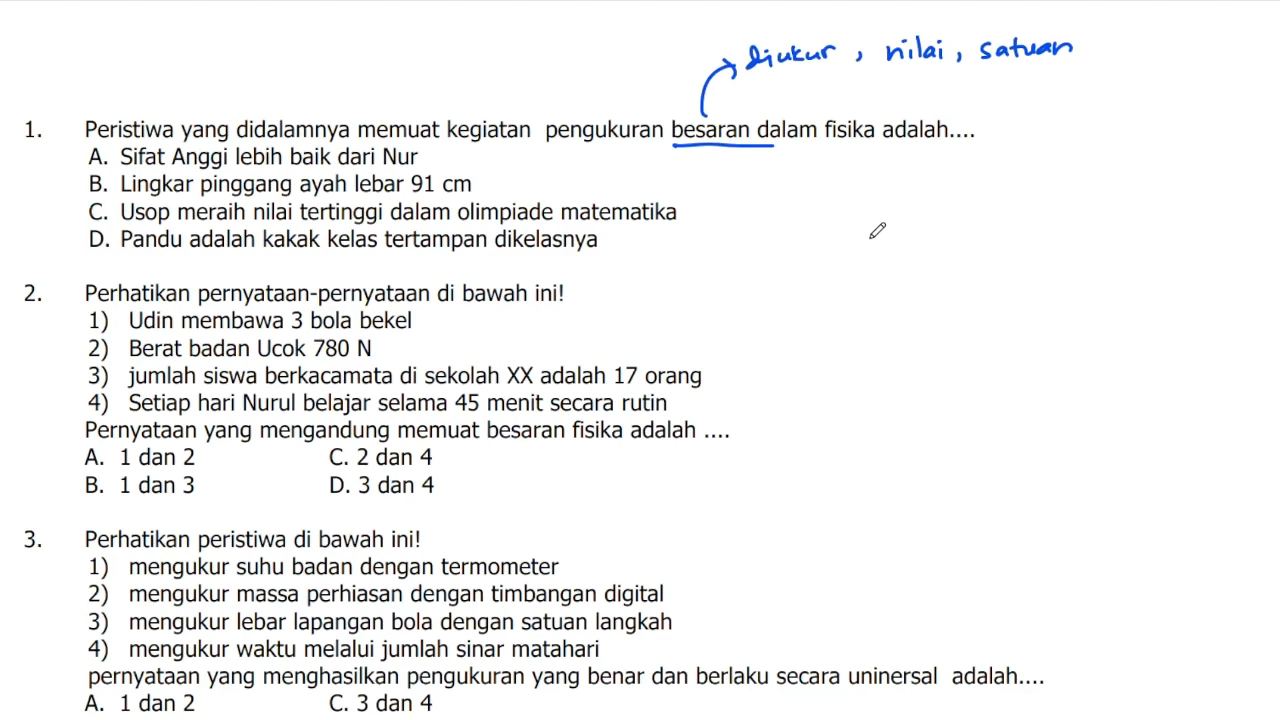 diukur, nilai, satuan
1. Peristiwa yang didalamnya memuat kegiatan pengukuran besaran dalam fisika adalah....
A. Sifat Anggi lebih baik dari Nur
B. Lingkar pinggang ayah lebar 91 cm
C. Usop meraih nilai tertinggi dalam olimpiade matematika
D. Pandu adalah kakak kelas tertampan dikelasnya
2. Perhatikan pernyataan-pernyataan di bawah ini!
1) Udin membawa 3 bola bekel
2) Berat badan Ucok 780 N
3) jumlah siswa berkacamata di sekolah XX adalah 17 orang
4) Setiap hari Nurul belajar selama 45 menit secara rutin
Pernyataan yang mengandung memuat besaran fisika adalah ....
A. 1 dan 2 C. 2 dan 4
B. 1 dan 3 D. 3 dan 4
3. Perhatikan peristiwa di bawah ini!
1) mengukur suhu badan dengan termometer
2) mengukur massa perhiasan dengan timbangan digital
3) mengukur lebar lapangan bola dengan satuan langkah
4) mengukur waktu melalui jumlah sinar matahari
pernyataan yang menghasilkan pengukuran yang benar dan berlaku secara uninersal adalah....
A. 1 dan 2 C. 3 dan 4